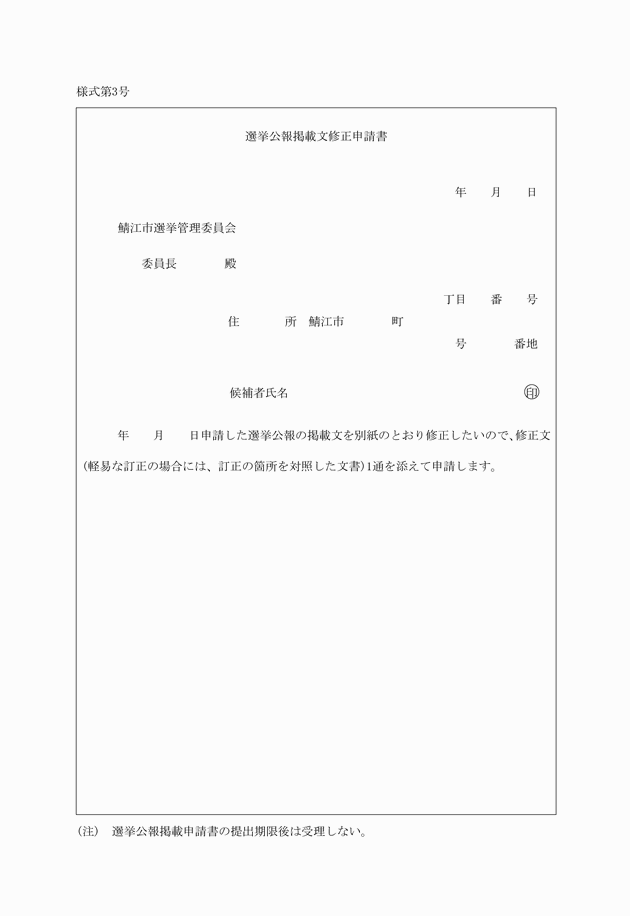 様式第3号
選挙公報掲載文修正申請書
年　　月　　日
鯖江市選挙管理委員会
委員長　　　　殿
丁目　　番　　号
住　　　　所　鯖江市　　　　町
号　　　　番地
候補者氏名　　　　　　　　　　㊞
年　　月　　日申請した選挙公報の掲載文を別紙のとおり修正したいので、修正文
(軽易な訂正の場合には、訂正の箇所を対照した文書)1通を添えて申請します。
(注)　選挙公報掲載申請書の提出期限後は受理しない。